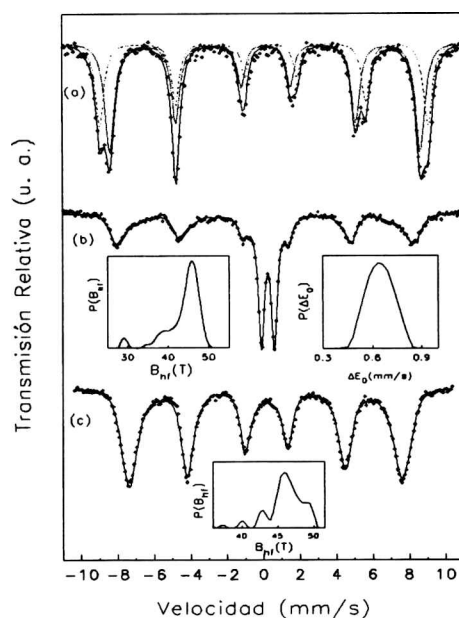 Transmisión Relativa (u. a.)
(a)
(b)
P(B_hf)
30 40 50
B_hf(T)
P(ΔE_Q)
0.3 0.6 0.9
ΔE_Q(mm/s)
(c)
P(B_hf)
40 45 50
B_hf(T)
-10 -8 -6 -4 -2 0 2 4 6 8 10
Velocidad (mm/s)